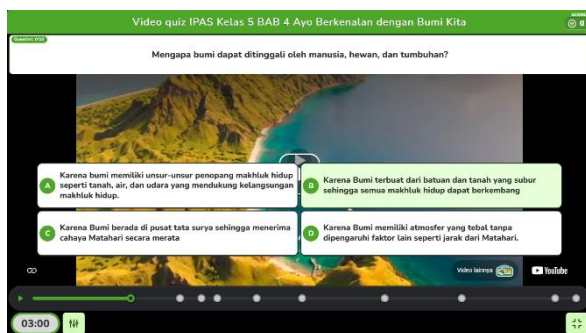 Video quiz IPAS Kelas 5 BAB 4 Ayo Berkenalan dengan Bumi Kita
Mengapa bumi dapat ditinggali oleh manusia, hewan, dan tumbuhan?
A
Karena bumi memiliki unsur-unsur penopang makhluk hidup
seperti tanah, air, dan udara yang mendukung kelangsungan
makhluk hidup.
B
Karena Bumi terbuat dari batuan dan tanah yang subur
sehingga semua makhluk hidup dapat berkembang
C
Karena Bumi berada di pusat tata surya sehingga menerima
cahaya Matahari secara merata
D
Karena Bumi memiliki atmosfer yang tebal tanpa
dipengaruhi faktor lain seperti jarak dari Matahari.
Video lainnya
YouTube
03:00